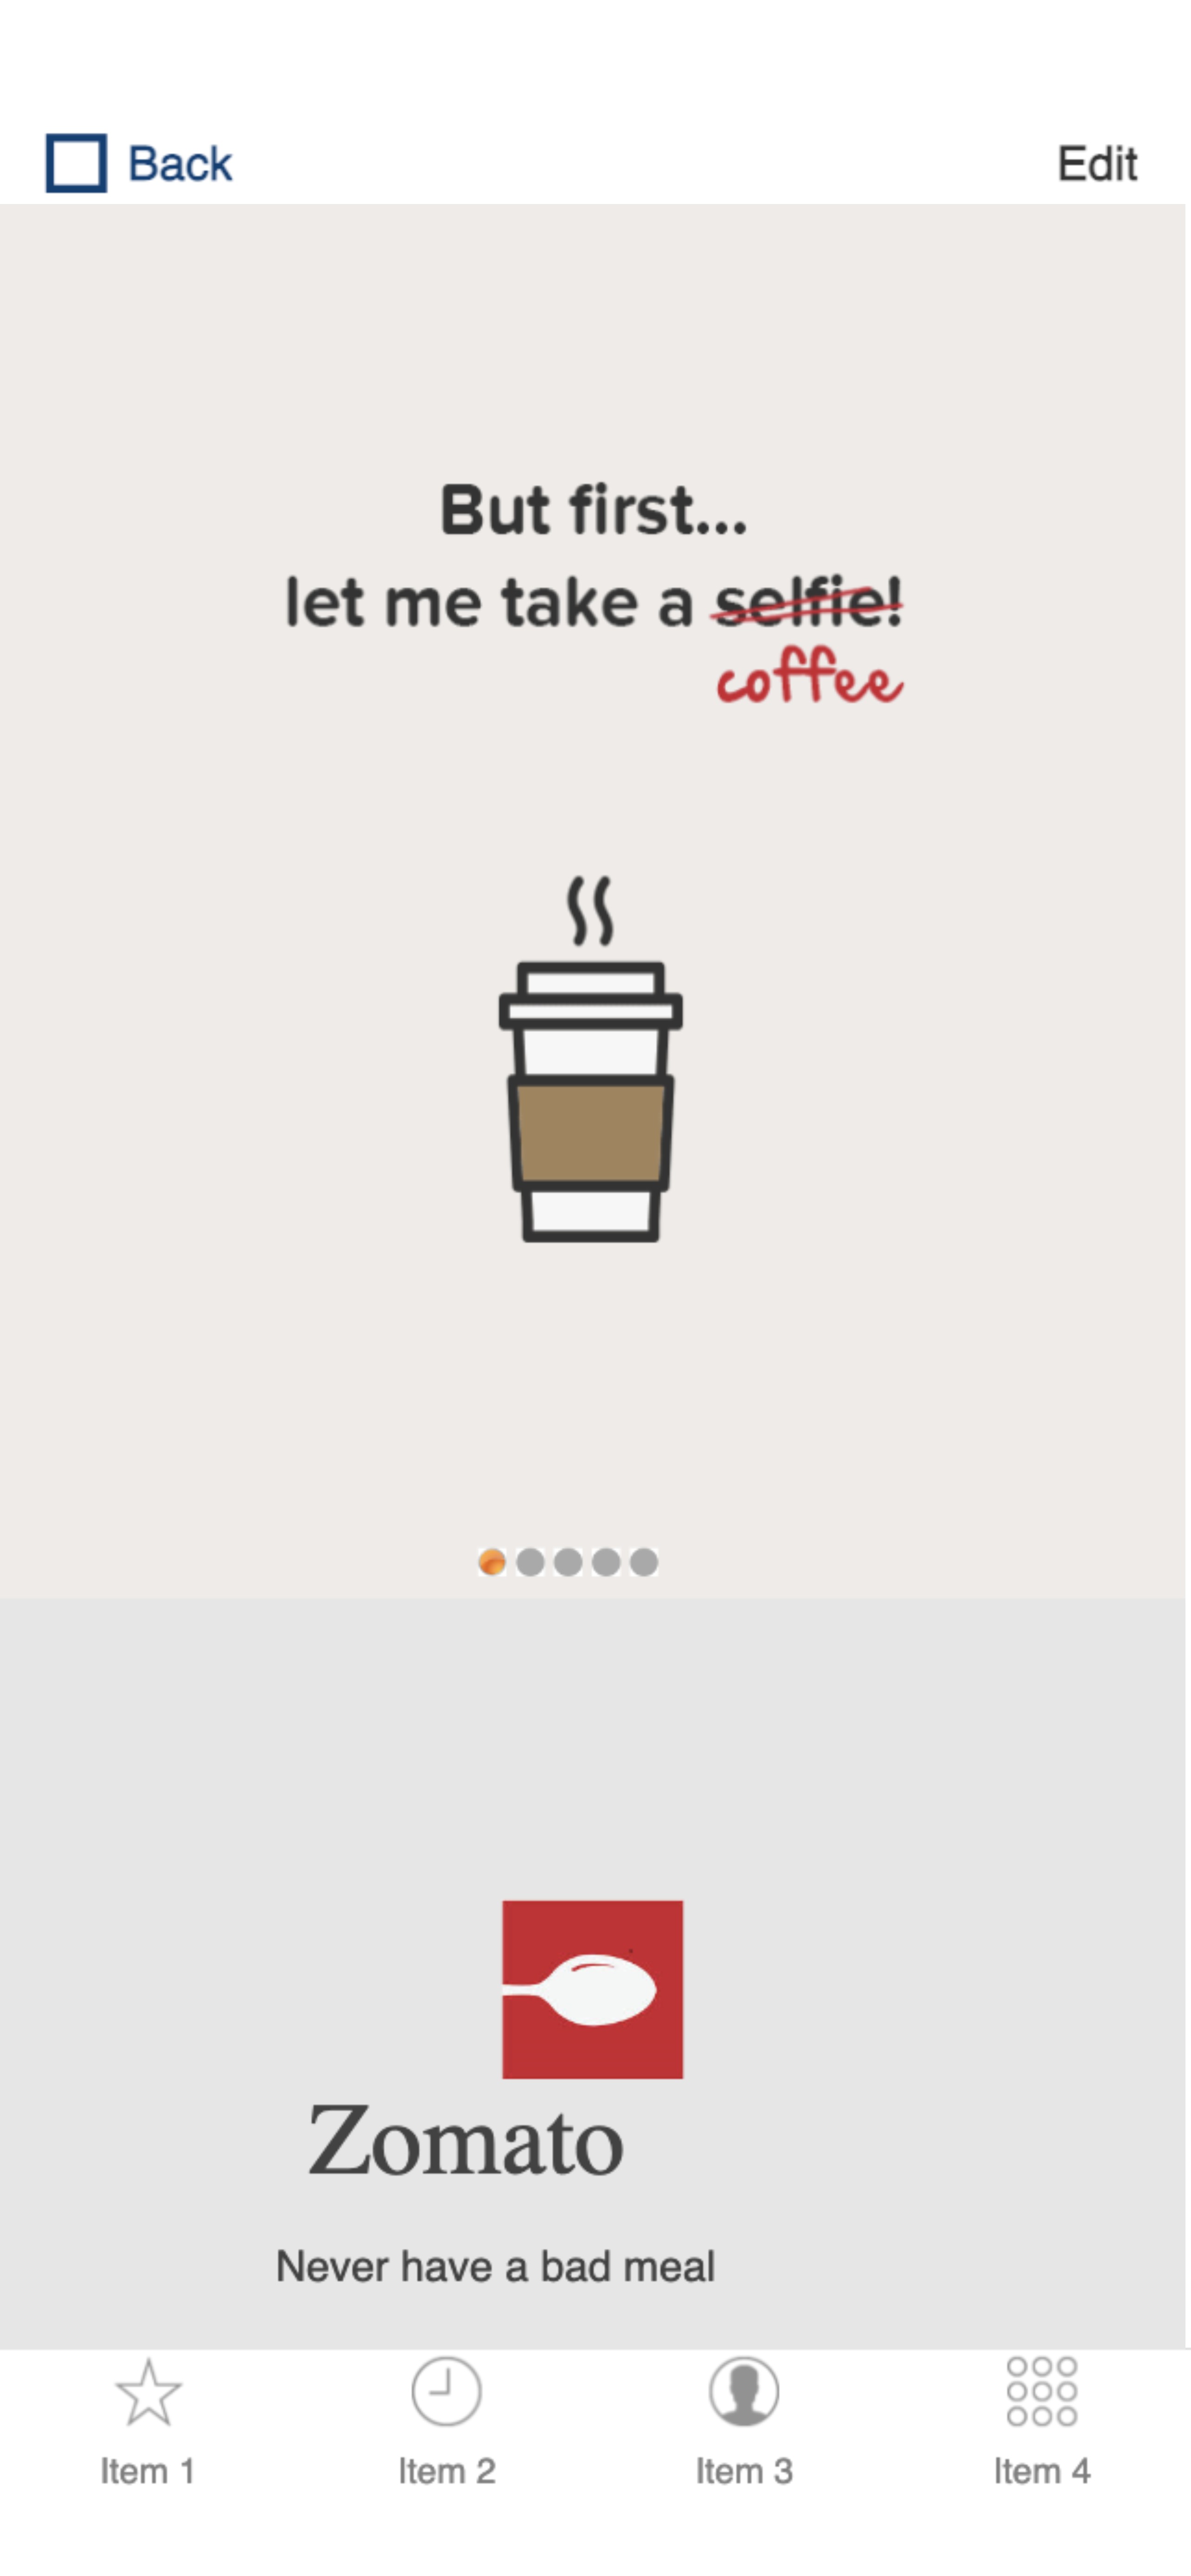 Back
Edit
But first...
let me take a selfie!
coffee
Zomato
Never have a bad meal
Item 1
Item 2
Item 3
Item 4